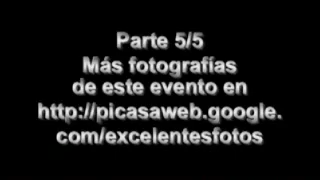 Parte 5/5
Más fotografías
de este evento en
http://picasaweb.google.
com/excelentesfotos